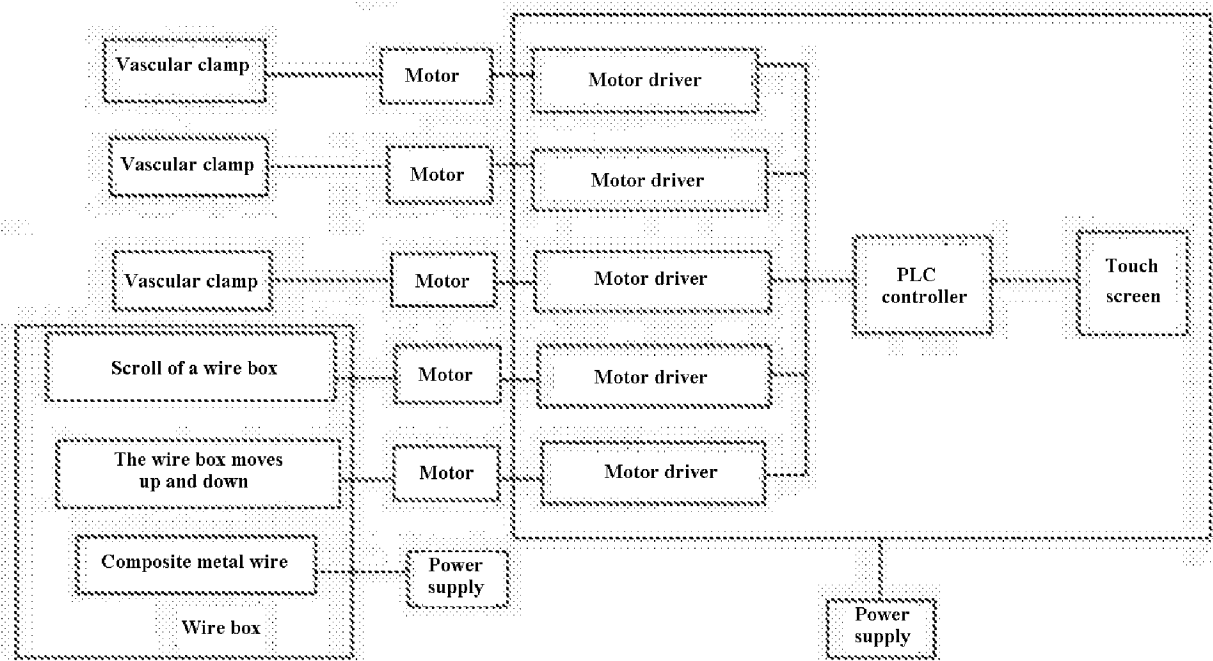 Vascular clamp
Motor
Motor driver
Vascular clamp
Motor
Motor driver
Vascular clamp
Motor
Motor driver
PLC
controller
Touch
screen
Scroll of a wire box
Motor
Motor driver
The wire box moves
up and down
Motor
Motor driver
Composite metal wire
Power
supply
Wire box
Power
supply